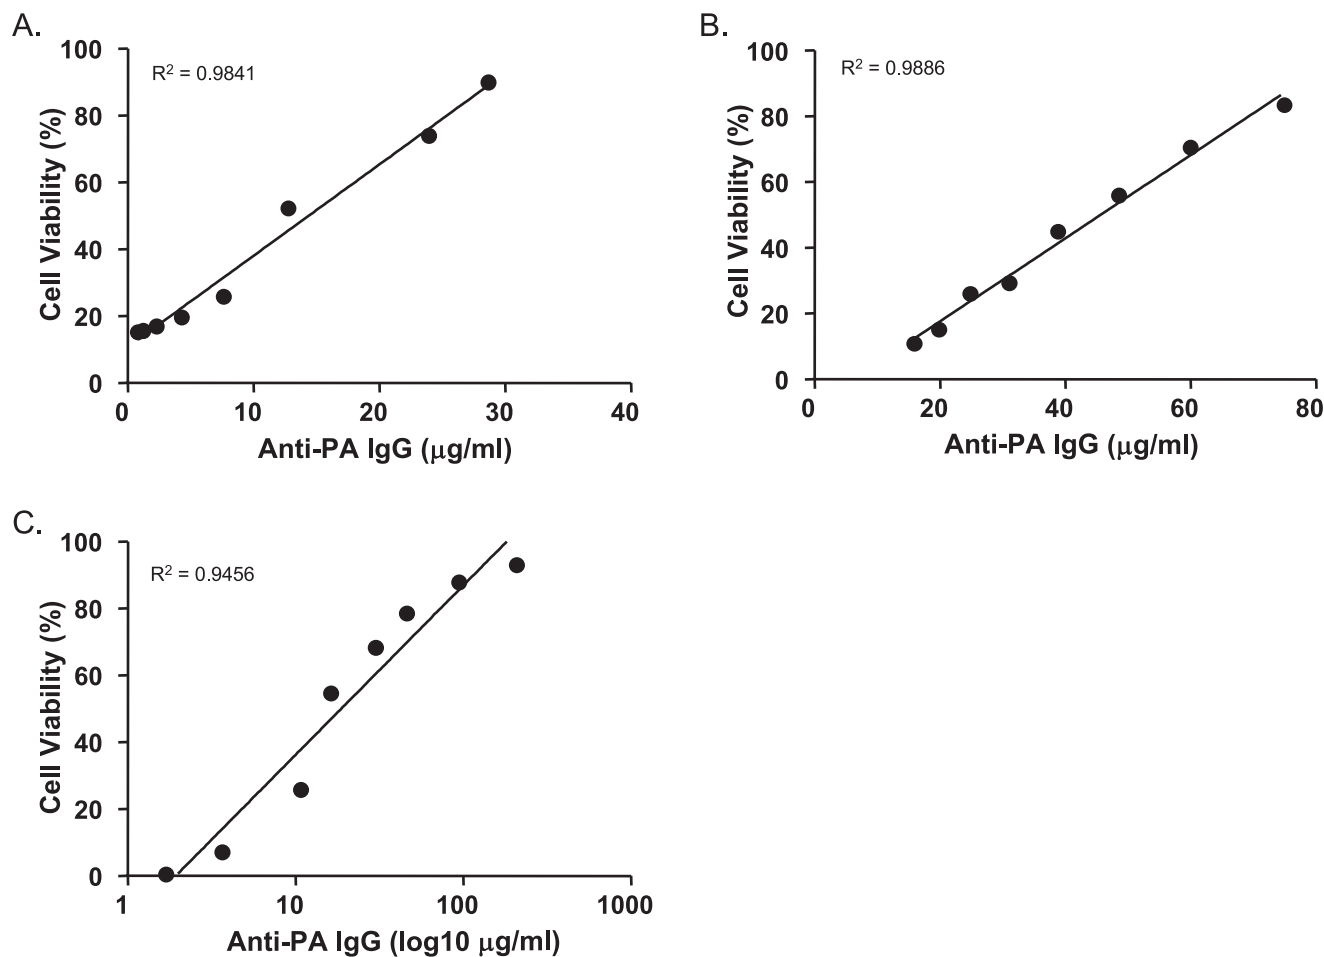 A.
R² = 0.9841
Cell Viability (%)
100
80
60
40
20
0
0 10 20 30 40
Anti-PA IgG (μg/ml)
B.
R² = 0.9886
Cell Viability (%)
100
80
60
40
20
0
0 20 40 60 80
Anti-PA IgG (μg/ml)
C.
R² = 0.9456
Cell Viability (%)
100
80
60
40
20
0
1 10 100 1000
Anti-PA IgG (log10 μg/ml)